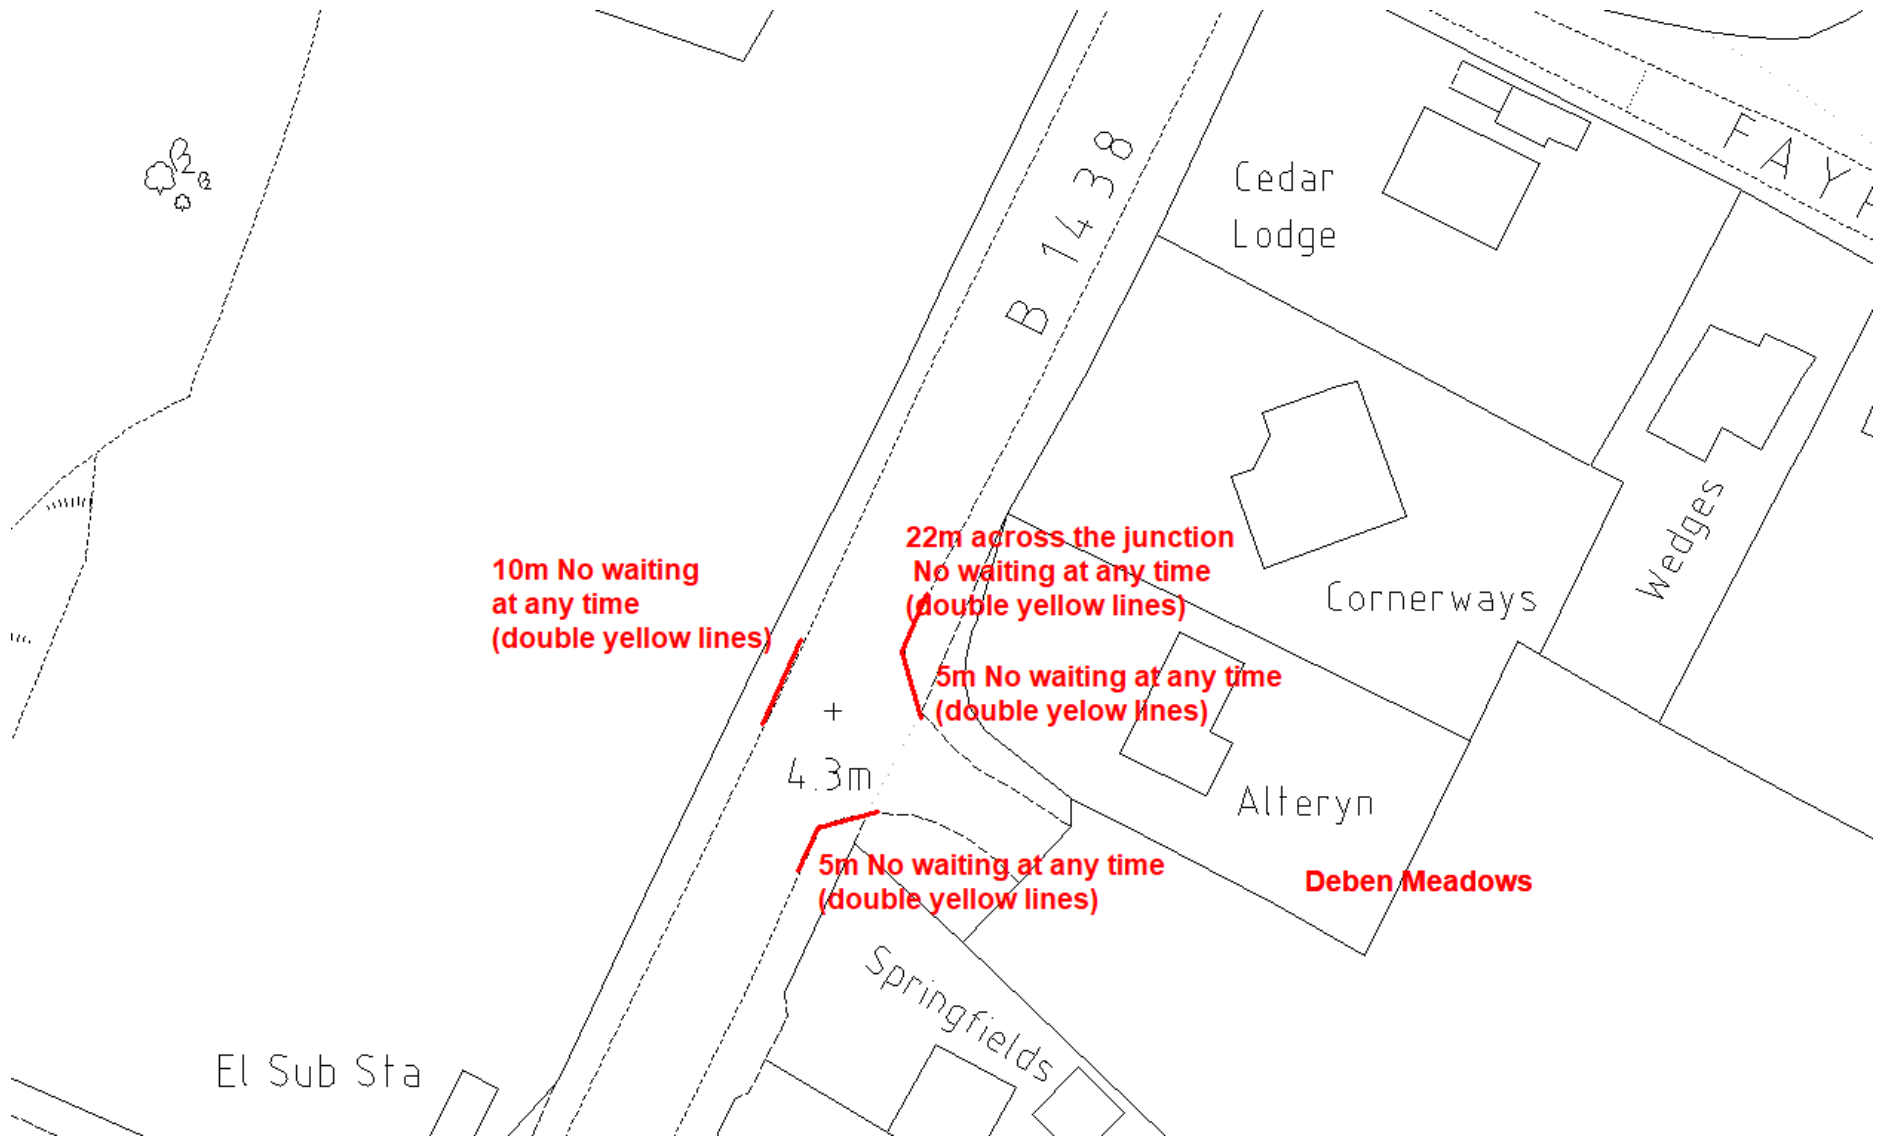 B 1438
FAY
Cedar
Lodge
Wedges
22m across the junction
No waiting at any time
(double yellow lines)
10m No waiting
at any time
(double yellow lines)
Cornerways
5m No waiting at any time
(double yelow lines)
4.3m
Alteryn
5m No waiting at any time
(double yellow lines)
Deben Meadows
Springfields
El Sub Sta